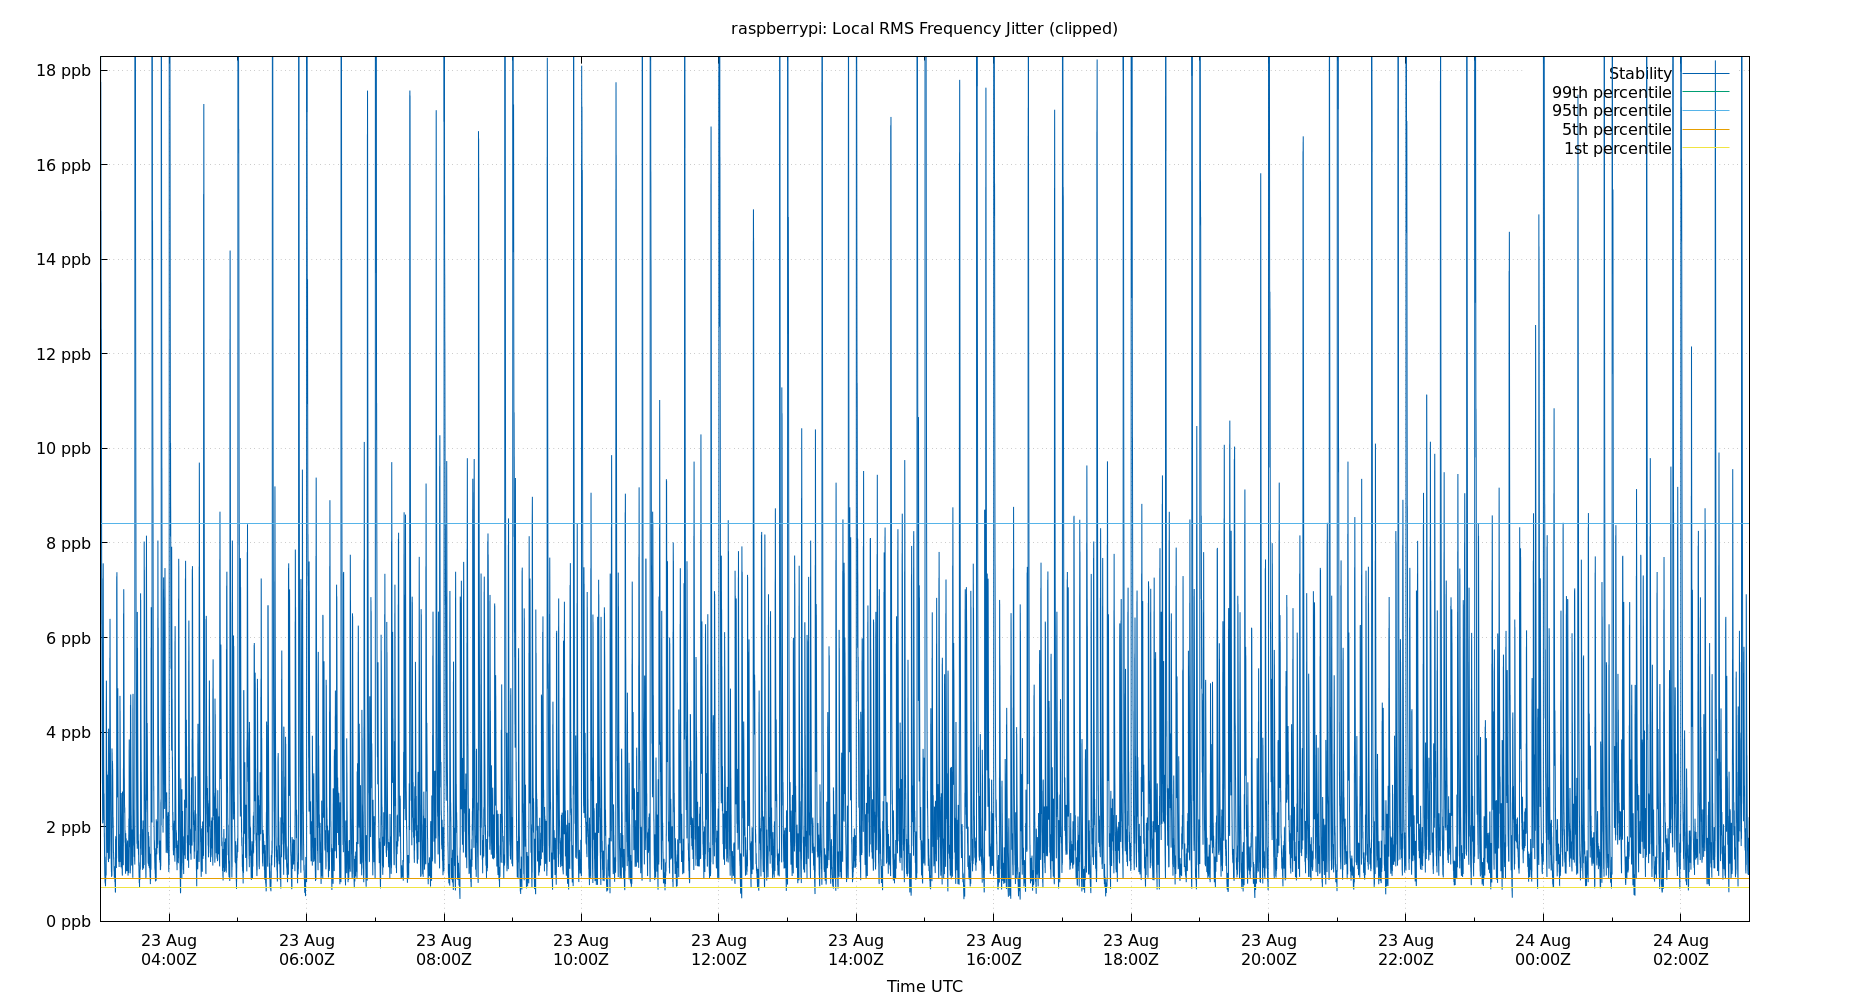 raspberrypi: Local RMS Frequency Jitter (clipped)
18 ppb
16 ppb
14 ppb
12 ppb
10 ppb
8 ppb
6 ppb
4 ppb
2 ppb
0 ppb
Stability
99th percentile
95th percentile
5th percentile
1st percentile
23 Aug 23 Aug 23 Aug 23 Aug 23 Aug 23 Aug 23 Aug 23 Aug 23 Aug 23 Aug 24 Aug 24 Aug
04:00Z 06:00Z 08:00Z 10:00Z 12:00Z 14:00Z 16:00Z 18:00Z 20:00Z 22:00Z 00:00Z 02:00Z
Time UTC